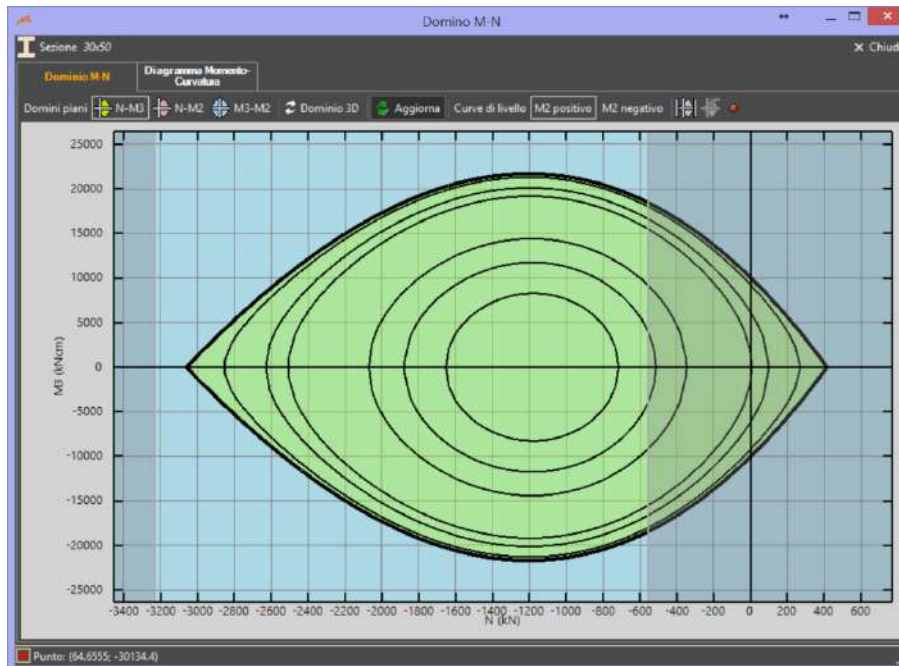 Domino M-N
Sezione 30x50
Chiudi
Dominio M-N
Diagramma Momento-
Curvatura
Domini piani N-M3 N-M2 M3-M2 Dominio 3D Aggiorna Curve di livello M2 positivo M2 negativo
25000
20000
15000
10000
5000
0
-5000
-10000
-15000
-20000
-25000
M3 (kNcm)
-3400 -3200 -3000 -2800 -2600 -2400 -2200 -2000 -1800 -1600 -1400 -1200 -1000 -800 -600 -400 -200 0 200 400 600
N (kN)
Punto: (64.6555; -30134.4)